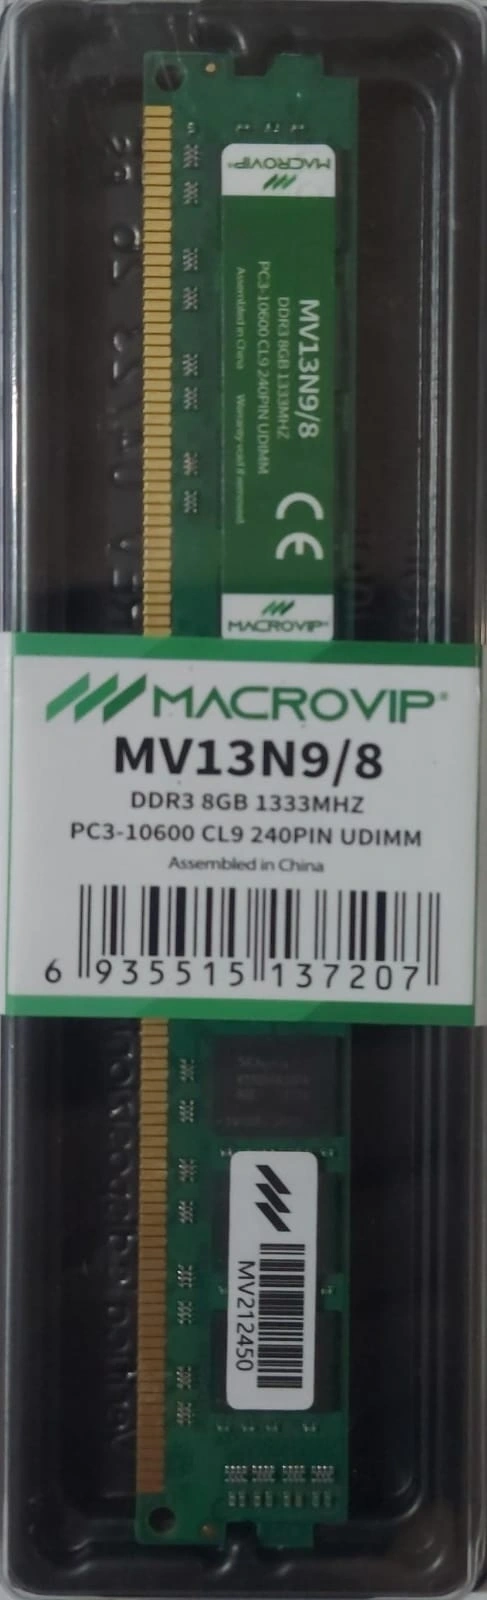 MACROVIP®
MV13N9/8
DDR3 8GB 1333MHZ
PC3-10600 CL9 240PIN UDIMM
Assembled in China Warranty void if removed
CE
MACROVIP®
MACROVIP®
MV13N9/8
DDR3 8GB 1333MHZ
PC3-10600 CL9 240PIN UDIMM
Assembled in China
6 935515 137207
MV212450